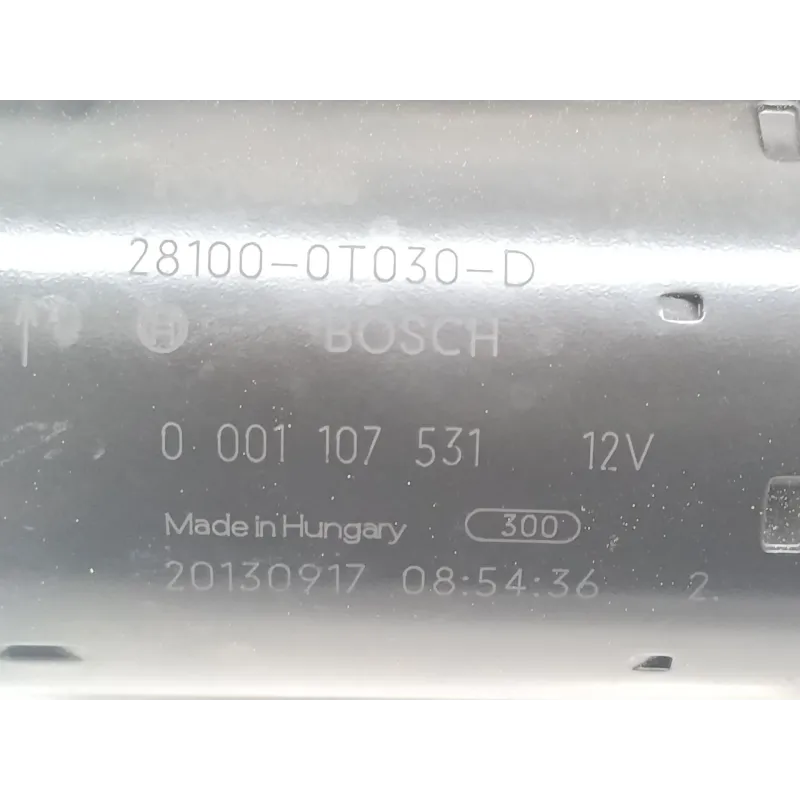 28100-0T030-D
BOSCH
0 001 107 531 12V
Made in Hungary 300
20130917 08:54:36 2.